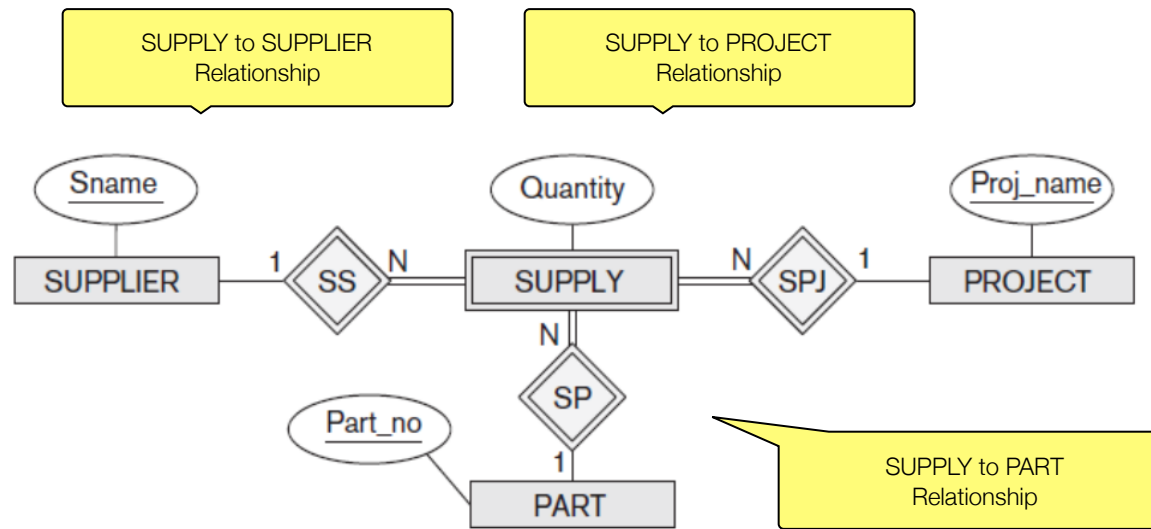 SUPPLY to SUPPLIER
Relationship
SUPPLY to PROJECT
Relationship
Sname
Quantity
Proj_name
SUPPLIER
1
SS
N
SUPPLY
N
SPJ
1
PROJECT
N
SP
Part_no
1
PART
SUPPLY to PART
Relationship